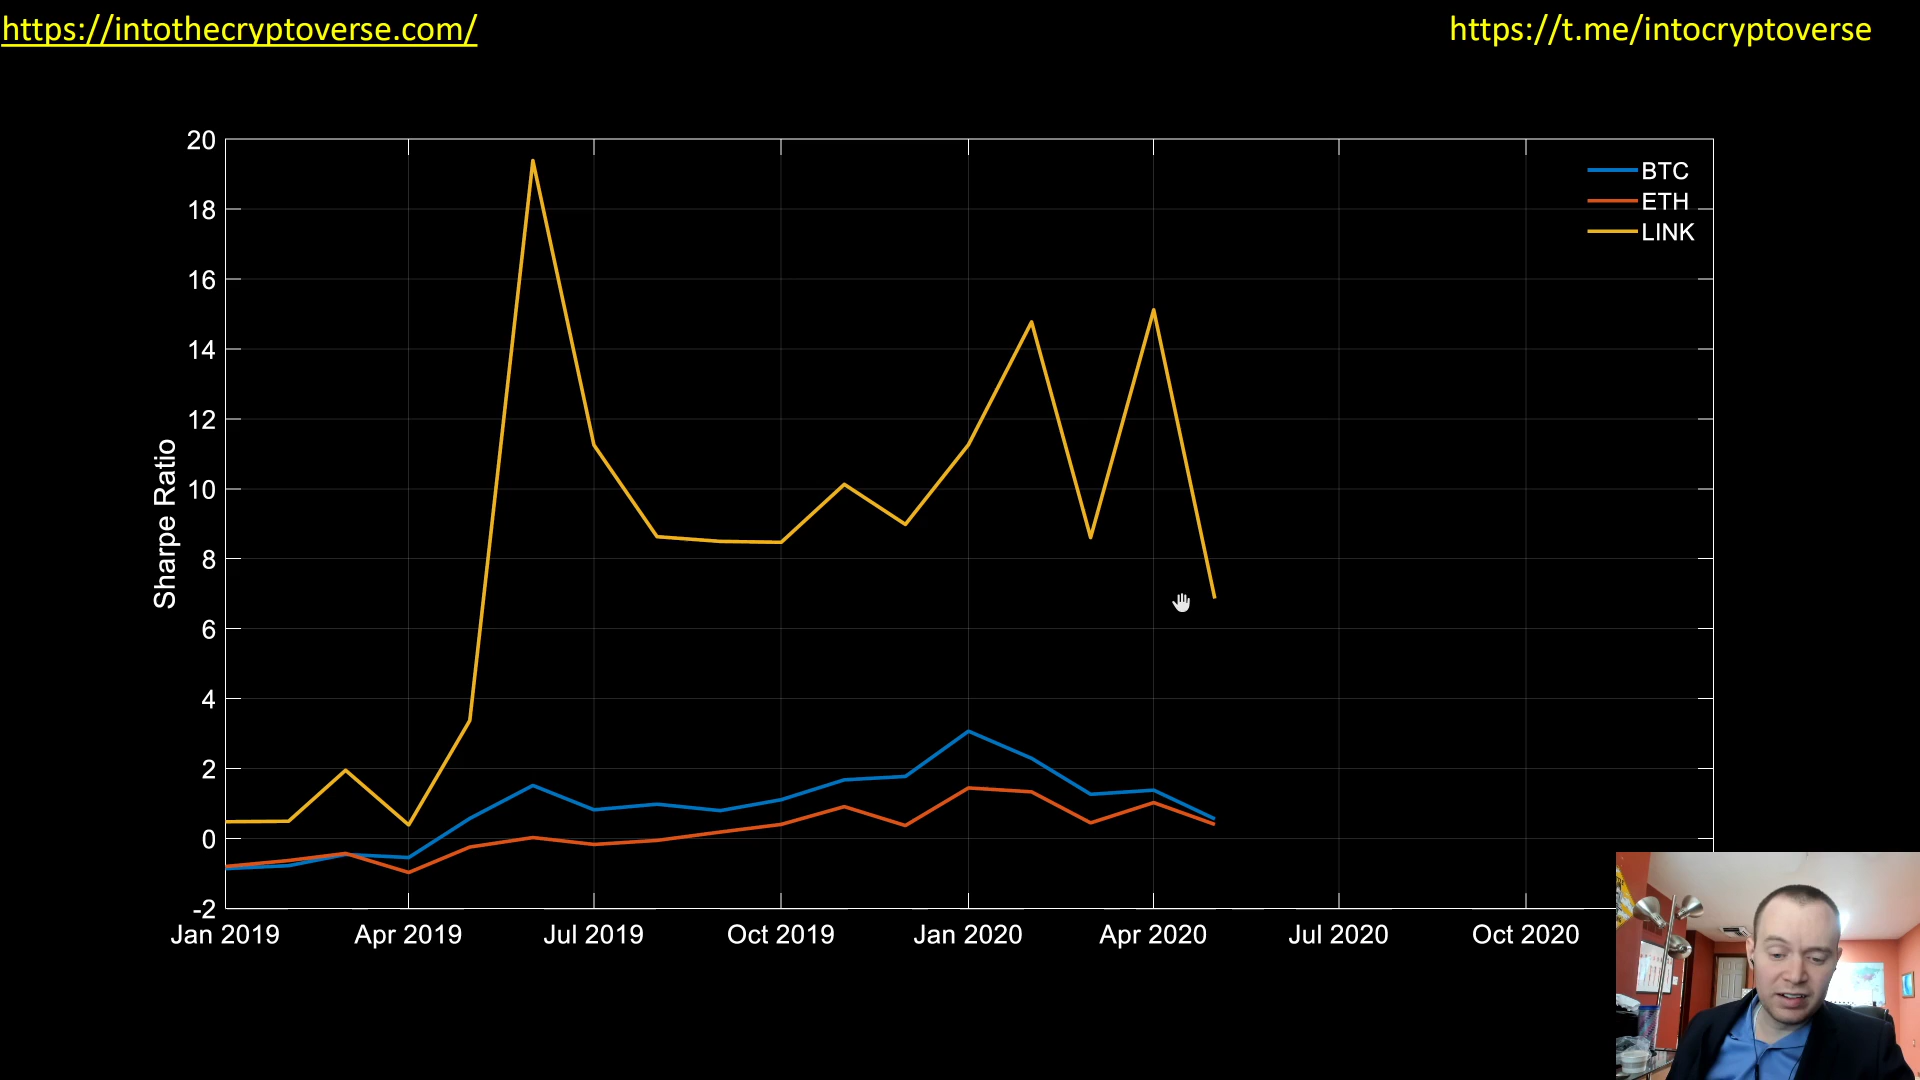 https://intothecryptoverse.com/
https://t.me/intocryptoverse
20
18
16
14
12
10
8
6
4
2
0
-2
Sharpe Ratio
BTC
ETH
LINK
Jan 2019
Apr 2019
Jul 2019
Oct 2019
Jan 2020
Apr 2020
Jul 2020
Oct 2020